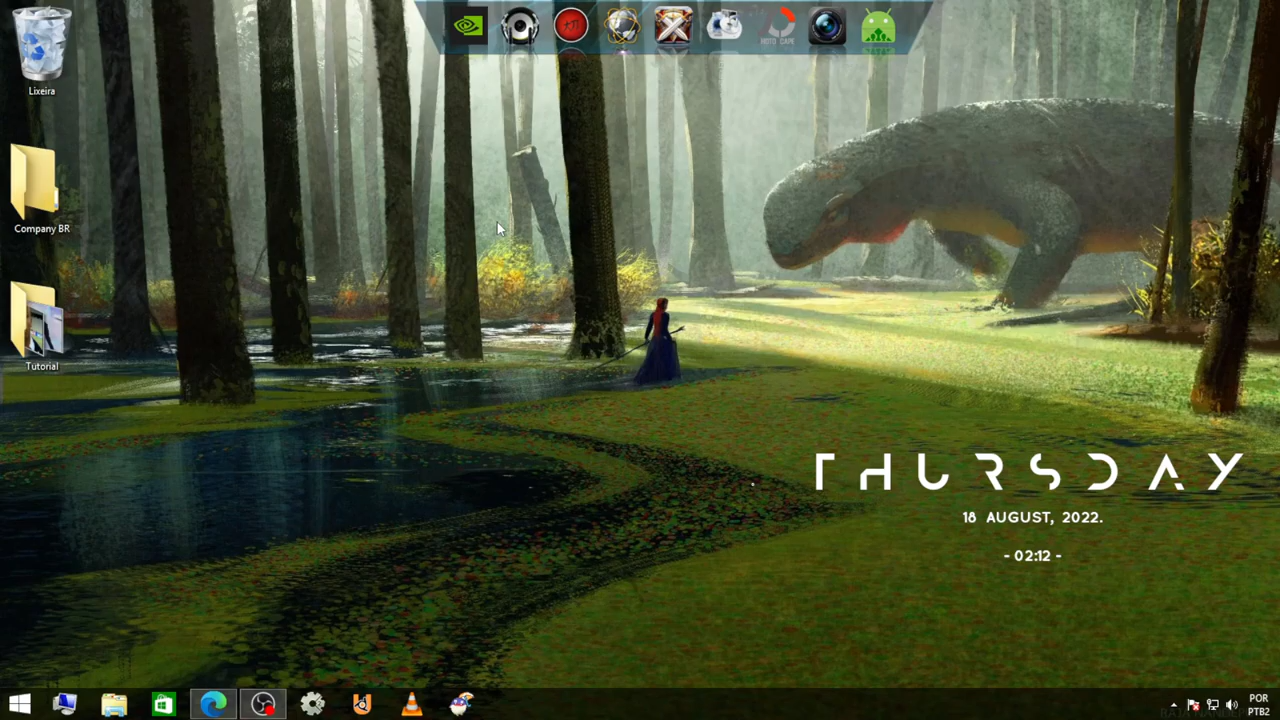 Lixeira
Company BR
Tutorial
THURSDAY
18 AUGUST, 2022.
- 02:12 -
POR
PTB2